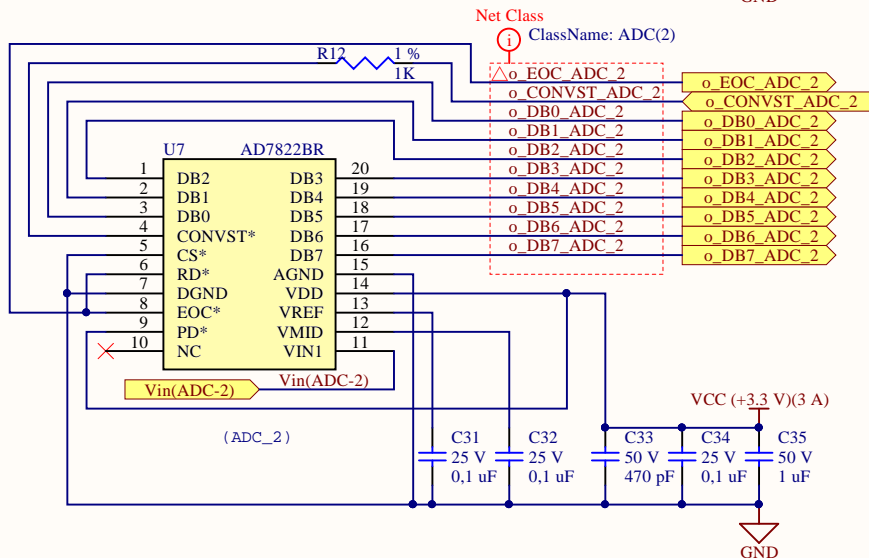 GND
Net Class
i
ClassName: ADC(2)
R12
1 %
1K
o_EOC_ADC_2
o_EOC_ADC_2
o_CONVST_ADC_2
o_CONVST_ADC_2
o_DB0_ADC_2
o_DB0_ADC_2
o_DB1_ADC_2
o_DB1_ADC_2
o_DB2_ADC_2
o_DB2_ADC_2
o_DB3_ADC_2
o_DB3_ADC_2
o_DB4_ADC_2
o_DB4_ADC_2
o_DB5_ADC_2
o_DB5_ADC_2
o_DB6_ADC_2
o_DB6_ADC_2
o_DB7_ADC_2
o_DB7_ADC_2
U7
AD7822BR
1 DB2 DB3 20
2 DB1 DB4 19
3 DB0 DB5 18
4 CONVST* DB6 17
5 CS* DB7 16
6 RD* AGND 15
7 DGND VDD 14
8 EOC* VREF 13
9 PD* VMID 12
10 NC VIN1 11
Vin(ADC-2)
Vin(ADC-2)
(ADC_2)
VCC (+3.3 V)(3 A)
C31
25 V
0,1 uF
C32
25 V
0,1 uF
C33
50 V
470 pF
C34
25 V
0,1 uF
C35
50 V
1 uF
GND